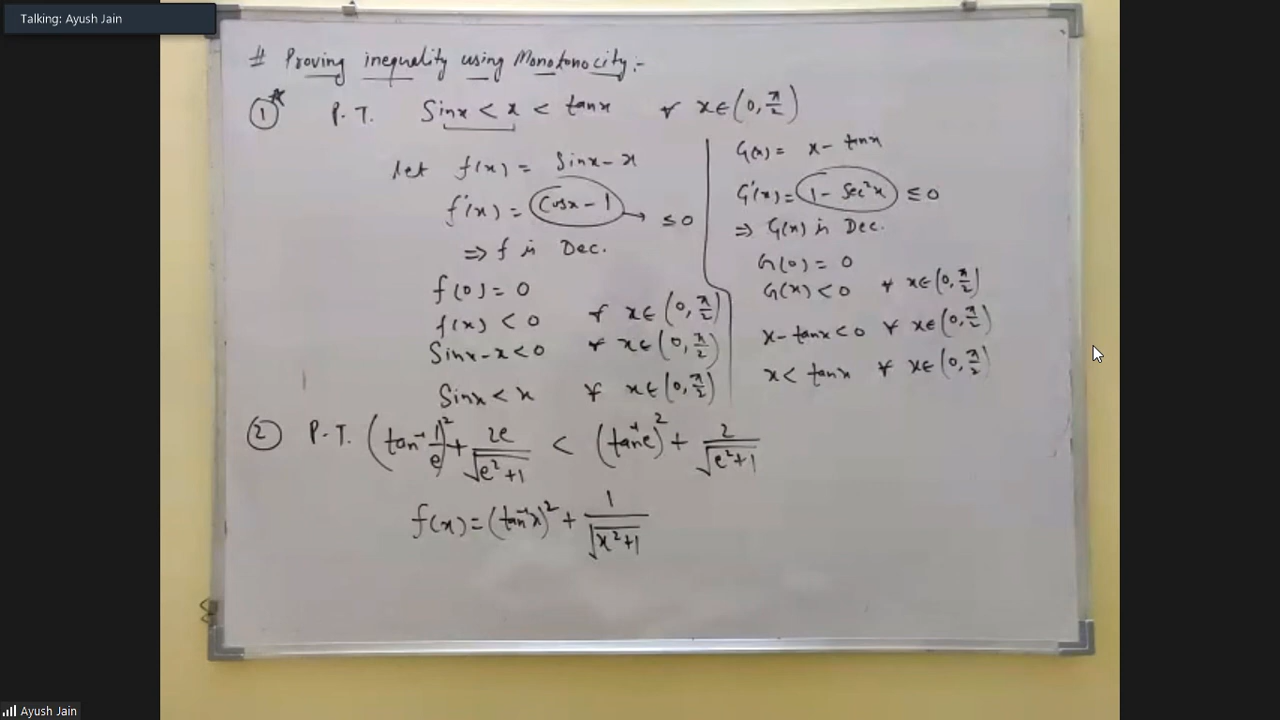 Talking: Ayush Jain
# Proving inequality using Monotonocity:-
① * P.T. Sinx < x < tanx ∀ x∈(0, π/2)
let f(x) = Sinx - x
f'(x) = Cosx - 1 → ≤ 0
⇒ f is Dec.
f(0) = 0
f(x) < 0 ∀ x∈(0, π/2)
Sinx - x < 0 ∀ x∈(0, π/2)
Sinx < x ∀ x∈(0, π/2)
G(x) = x - tanx
G'(x) = 1 - Sec²x ≤ 0
⇒ G(x) is Dec.
G(0) = 0
G(x) < 0 ∀ x∈(0, π/2)
x - tanx < 0 ∀ x∈(0, π/2)
x < tanx ∀ x∈(0, π/2)
② P.T. (tan⁻¹ 1/e)² + 2e/√(e²+1) < (tan⁻¹e)² + 2/√(e²+1)
f(x) = (tan⁻¹x)² + 1/√(x²+1)
Ayush Jain